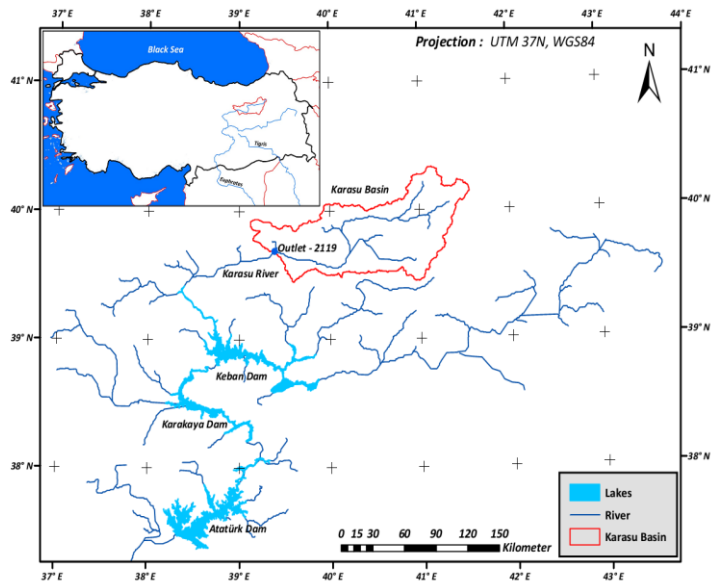 37°E 38°E 39°E 40°E 41°E 42°E 43°E 44°E
Black Sea
Projection : UTM 37N, WGS84
N
41°N 41°N
Tigris
Euphrates
Karasu Basin
40°N 40°N
Outlet - 2119
Karasu River
39°N 39°N
Keban Dam
Karakaya Dam
38°N 38°N
Lakes
River
Karasu Basin
Atatürk Dam
0 15 30 60 90 120 150
Kilometer
37°E 38°E 39°E 40°E 41°E 42°E 43°E